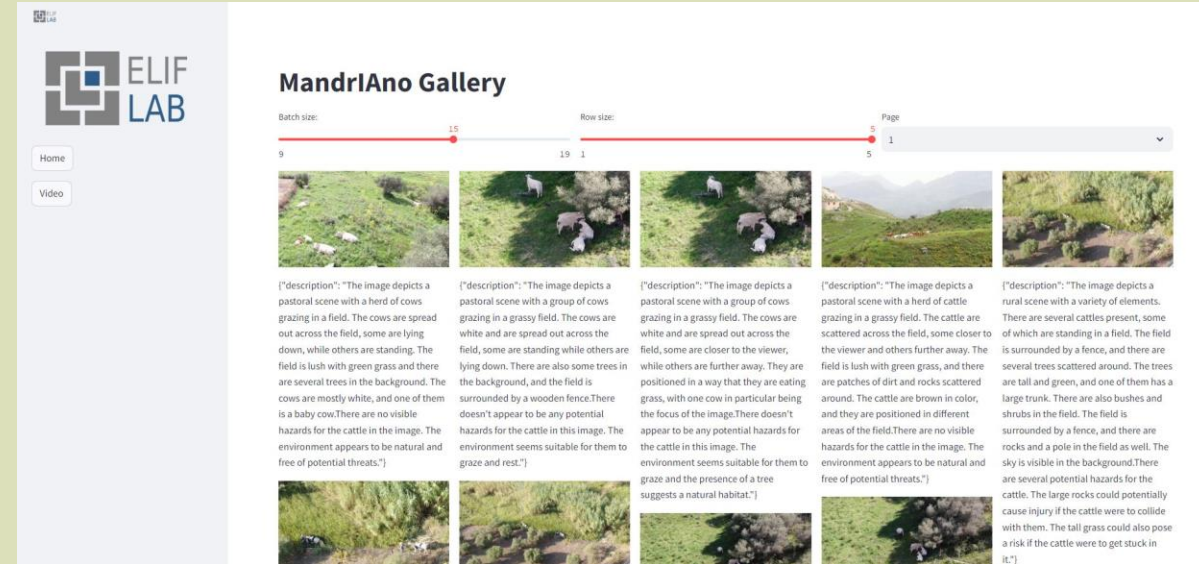 ELIF
LAB
ELIF
LAB
Home
Video
MandrIAno Gallery
Batch size:
15
9
19
Row size:
5
1
5
Page
1
{"description": "The image depicts a
pastoral scene with a herd of cows
grazing in a field. The cows are spread
out across the field, some are lying
down, while others are standing. The
field is lush with green grass and there
are several trees in the background. The
cows are mostly white, and one of them
is a baby cow.There are no visible
hazards for the cattle in the image. The
environment appears to be natural and
free of potential threats."}
{"description": "The image depicts a
pastoral scene with a group of cows
grazing in a grassy field. The cows are
white and are spread out across the
field, some are standing while others are
lying down. There are also some trees in
the background, and the field is
surrounded by a wooden fence.There
doesn't appear to be any potential
hazards for the cattle in this image. The
environment seems suitable for them to
graze and rest."}
{"description": "The image depicts a
pastoral scene with a group of cows
grazing in a grassy field. The cows are
white and are spread out across the
field, some are closer to the viewer,
while others are further away. They are
positioned in a way that they are eating
grass, with one cow in particular being
the focus of the image.There doesn't
appear to be any potential hazards for
the cattle in this image. The
environment seems suitable for them to
graze and the presence of a tree
suggests a natural habitat."}
{"description": "The image depicts a
pastoral scene with a herd of cattle
grazing in a grassy field. The cattle are
scattered across the field, some closer to
the viewer and others further away. The
field is lush with green grass, and there
are patches of dirt and rocks scattered
around. The cattle are brown in color,
and they are positioned in different
areas of the field.There are no visible
hazards for the cattle in the image. The
environment appears to be natural and
free of potential threats."}
{"description": "The image depicts a
rural scene with a variety of elements.
There are several cattles present, some
of which are standing in a field. The field
is surrounded by a fence, and there are
several trees scattered around. The trees
are tall and green, and one of them has a
large trunk. There are also bushes and
shrubs in the field. The field is
surrounded by a fence, and there are
rocks and a pole in the field as well. The
sky is visible in the background.There
are several potential hazards for the
cattle. The large rocks could potentially
cause injury if the cattle were to collide
with them. The tall grass could also pose
a risk if the cattle were to get stuck in
it."}